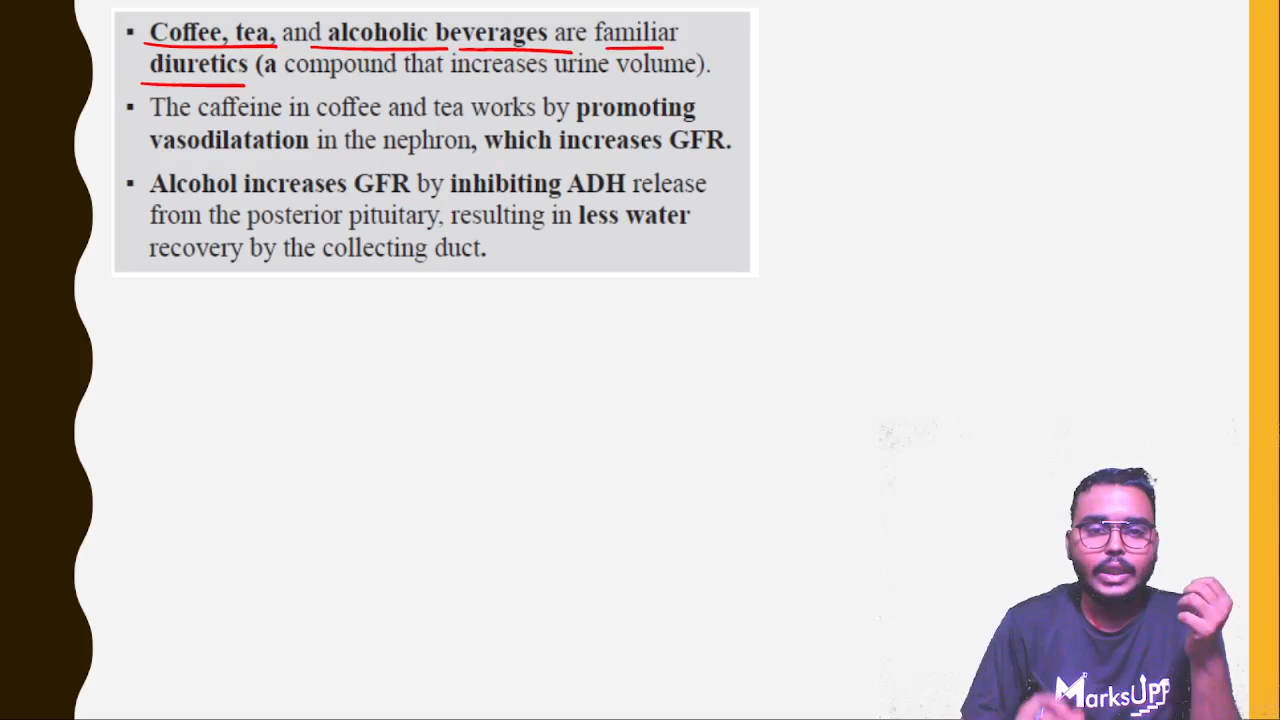 ▪ Coffee, tea, and alcoholic beverages are familiar
diuretics (a compound that increases urine volume).
▪ The caffeine in coffee and tea works by promoting
vasodilatation in the nephron, which increases GFR.
▪ Alcohol increases GFR by inhibiting ADH release
from the posterior pituitary, resulting in less water
recovery by the collecting duct.
MarksUPP